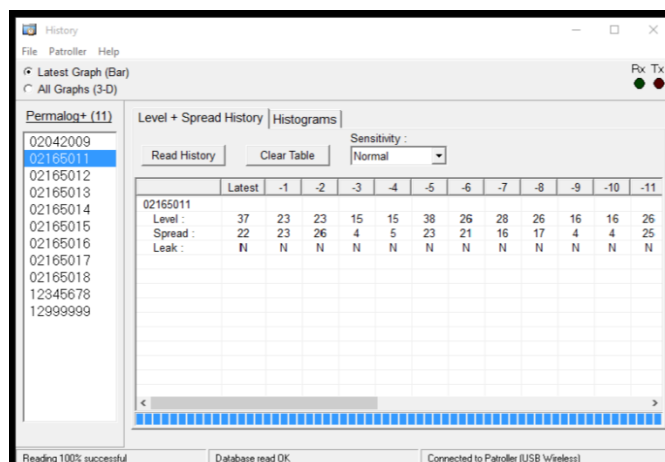 History
File Patroller Help
Latest Graph (Bar)
All Graphs (3-D)
Rx Tx
Permalog+ (11)
02042009
02165011
02165012
02165013
02165014
02165015
02165016
02165017
02165018
12345678
12999999
Level + Spread History Histograms
Sensitivity :
Read History Clear Table Normal
Latest -1 -2 -3 -4 -5 -6 -7 -8 -9 -10 -11
02165011
Level : 37 23 23 15 15 38 26 28 26 16 16 26
Spread : 22 23 26 4 5 23 21 16 17 4 4 25
Leak : N N N N N N N N N N N N
Reading 100% successful Database read OK Connected to Patroller (USB Wireless)